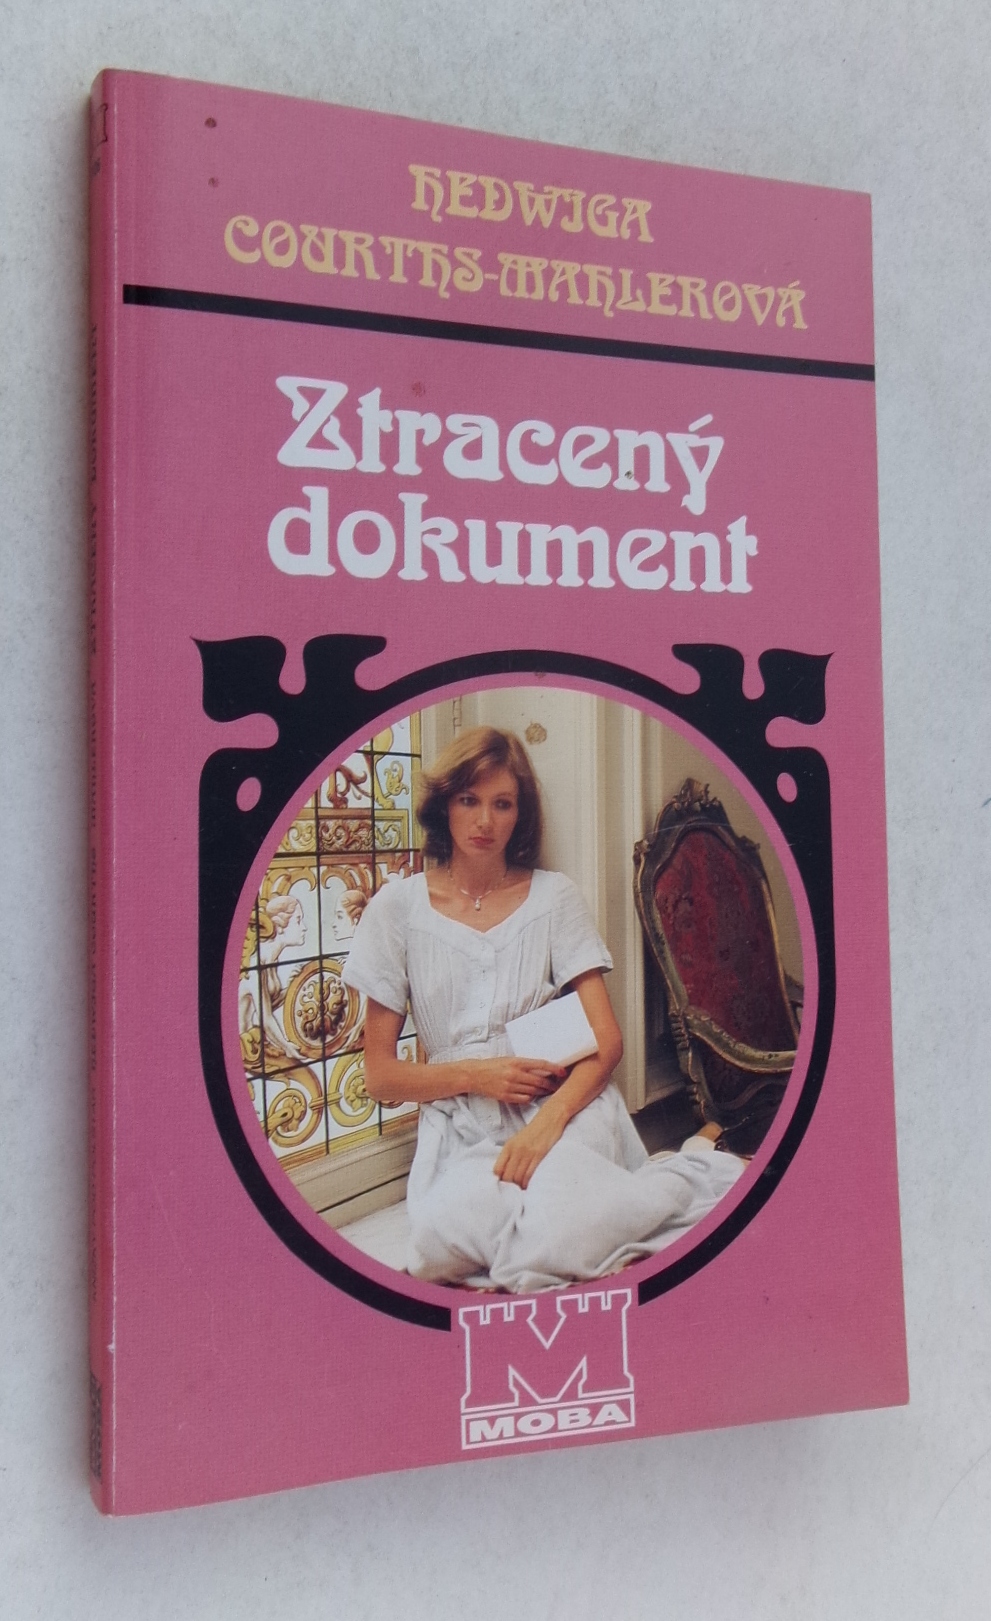 HEDWIGA
COURTHS-MAHLEROVÁ
Ztracený
dokument
M
MOBA